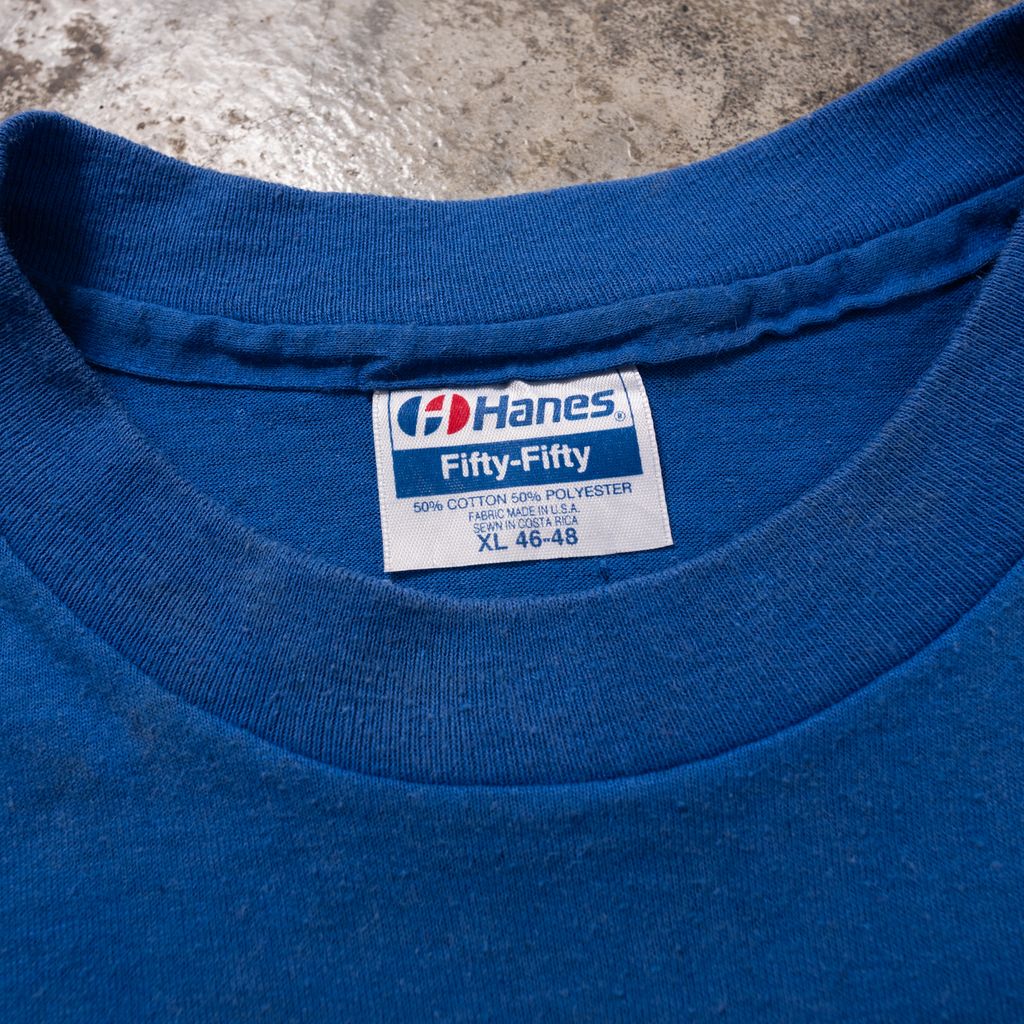 Hanes®
Fifty-Fifty
50% COTTON 50% POLYESTER
FABRIC MADE IN U.S.A.
SEWN IN COSTA RICA
XL 46-48